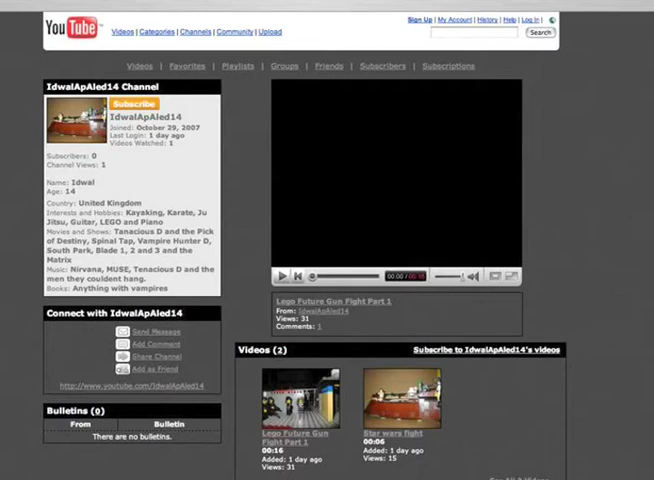 YouTube
Sign Up | My Account | History | Help | Log In |
Videos | Categories | Channels | Community | Upload
Search
Videos | Favorites | Playlists | Groups | Friends | Subscribers | Subscriptions
IdwalApAled14 Channel
Subscribe
IdwalApAled14
Joined: October 29, 2007
Last Login: 1 day ago
Videos Watched: 1
Subscribers: 0
Channel Views: 1
Name: Idwal
Age: 14
Country: United Kingdom
Interests and Hobbies: Kayaking, Karate, Ju
Jitsu, Guitar, LEGO and Piano
Movies and Shows: Tanacious D and the Pick
of Destiny, Spinal Tap, Vampire Hunter D,
South Park, Blade 1, 2 and 3 and the
Matrix
Music: Nirvana, MUSE, Tenacious D and the
men they couldent hang.
Books: Anything with vampires
00:00 / 00:16
Lego Future Gun Fight Part 1
From: IdwalApAled14
Views: 31
Comments: 1
Connect with IdwalApAled14
Send Message
Add Comment
Share Channel
Add as Friend
http://www.youtube.com/IdwalApAled14
Bulletins (0)
From Bulletin
There are no bulletins.
Videos (2) Subscribe to IdwalApAled14's videos
Lego Future Gun
Fight Part 1
00:16
Added: 1 day ago
Views: 31
Star wars fight
00:06
Added: 1 day ago
Views: 15